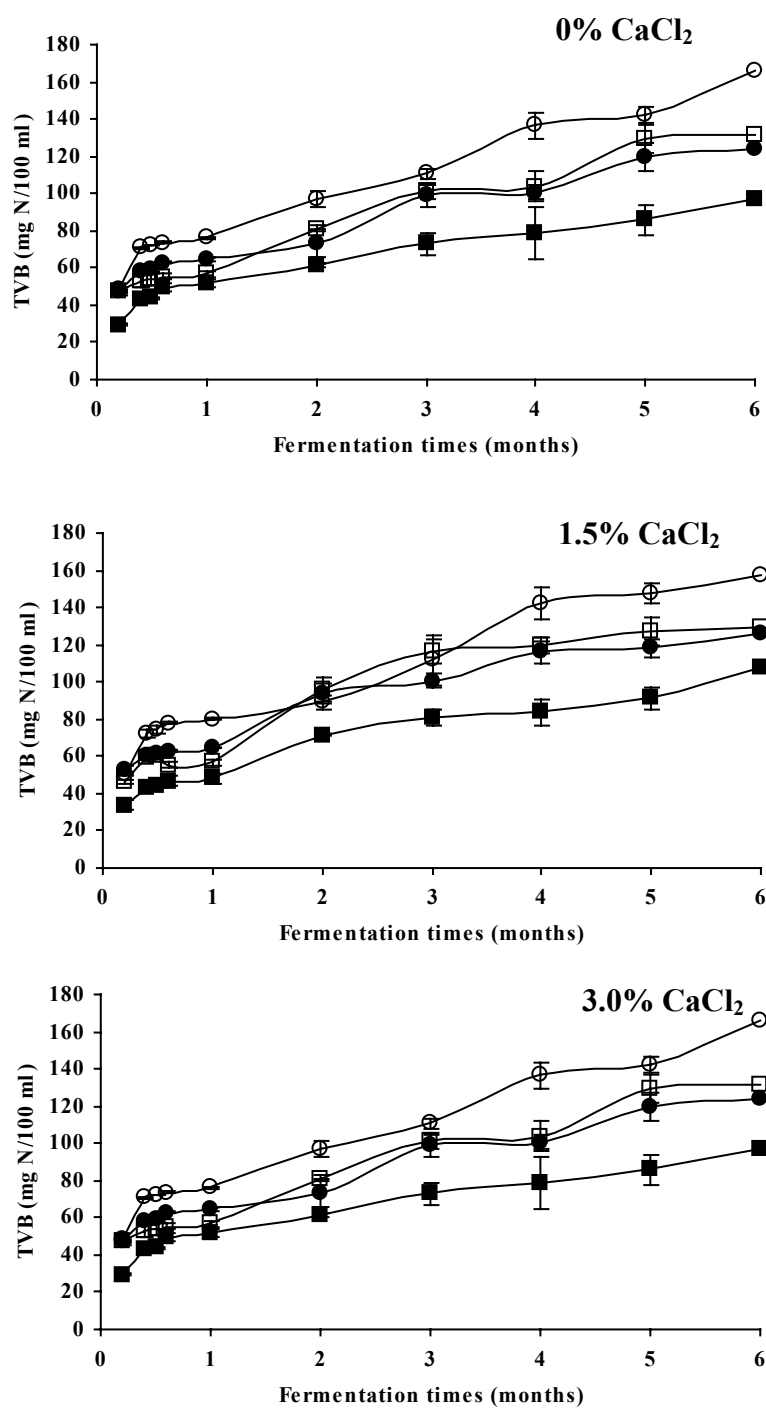 0% CaCl₂
180
160
140
120
100
80
60
40
20
0
TVB (mg N/100 ml)
0 1 2 3 4 5 6
Fermentation times (months)
1.5% CaCl₂
180
160
140
120
100
80
60
40
20
0
TVB (mg N/100 ml)
0 1 2 3 4 5 6
Fermentation times (months)
3.0% CaCl₂
180
160
140
120
100
80
60
40
20
0
TVB (mg N/100 ml)
0 1 2 3 4 5 6
Fermentation times (months)